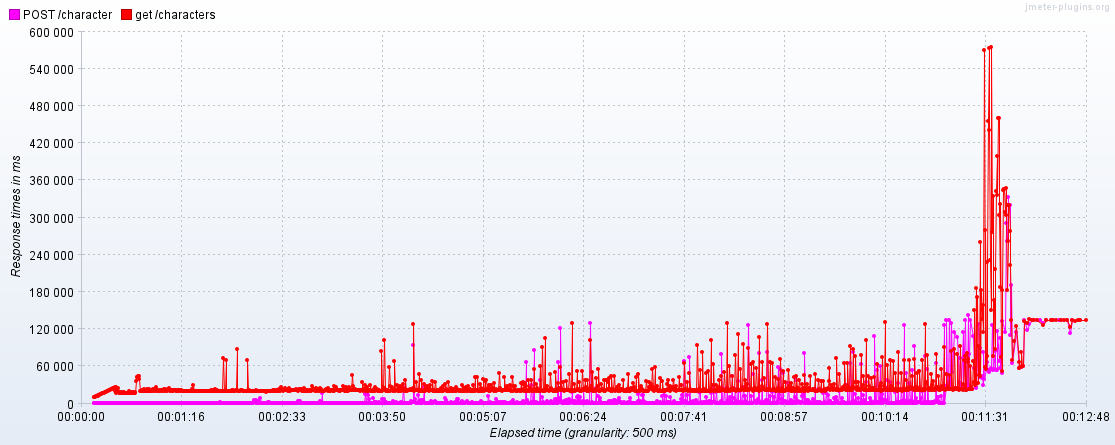 jmeter-plugins.org
POST /character get /characters
600 000
540 000
480 000
420 000
360 000
300 000
240 000
180 000
120 000
60 000
0
Response times in ms
00:00:00 00:01:16 00:02:33 00:03:50 00:05:07 00:06:24 00:07:41 00:08:57 00:10:14 00:11:31 00:12:48
Elapsed time (granularity: 500 ms)